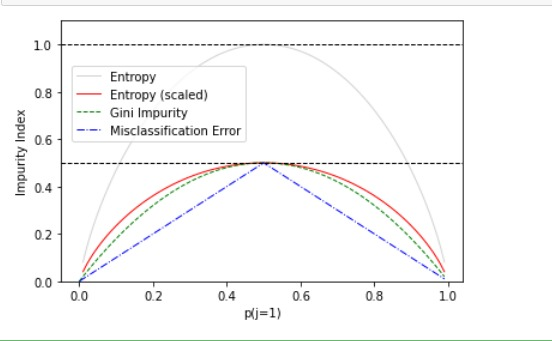 1.0
0.8
0.6
0.4
0.2
0.0
Impurity Index
Entropy
Entropy (scaled)
Gini Impurity
Misclassification Error
0.0 0.2 0.4 0.6 0.8 1.0
p(j=1)